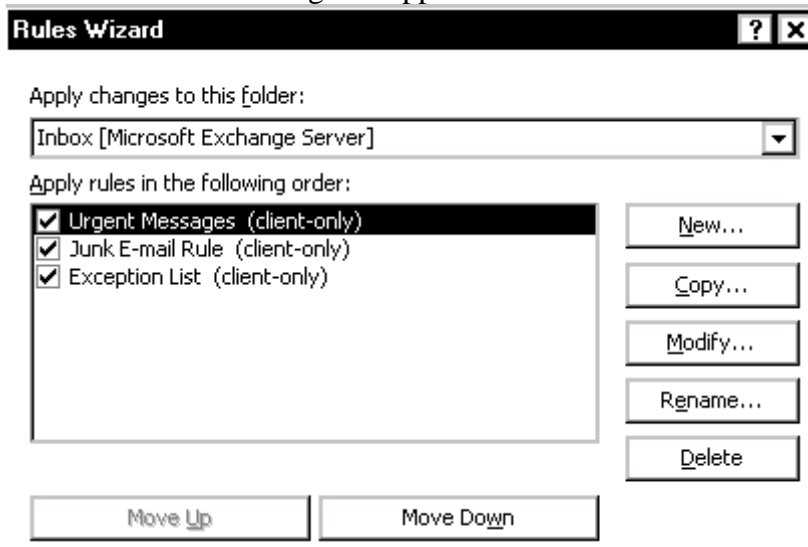 Rules Wizard
Apply changes to this folder:
Inbox [Microsoft Exchange Server]
Apply rules in the following order:
Urgent Messages (client-only)
Junk E-mail Rule (client-only)
Exception List (client-only)
New...
Copy...
Modify...
Rename...
Delete
Move Up
Move Down